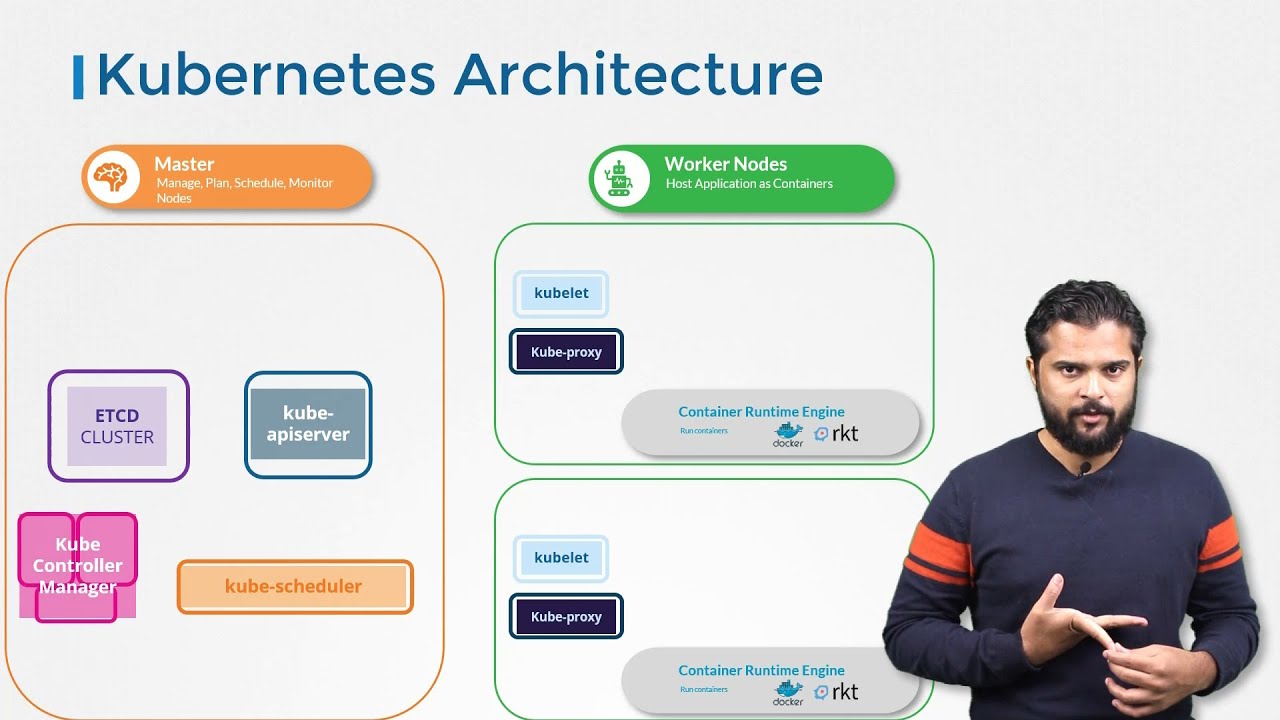 Kubernetes Architecture
Master
Manage, Plan, Schedule, Monitor
Nodes
ETCD
CLUSTER
kube-
apiserver
Kube
Controller
Manager
kube-scheduler
Worker Nodes
Host Application as Containers
kubelet
Kube-proxy
Container Runtime Engine
Run containers
docker
rkt
kubelet
Kube-proxy
Container Runtime Engine
Run containers
docker
rkt